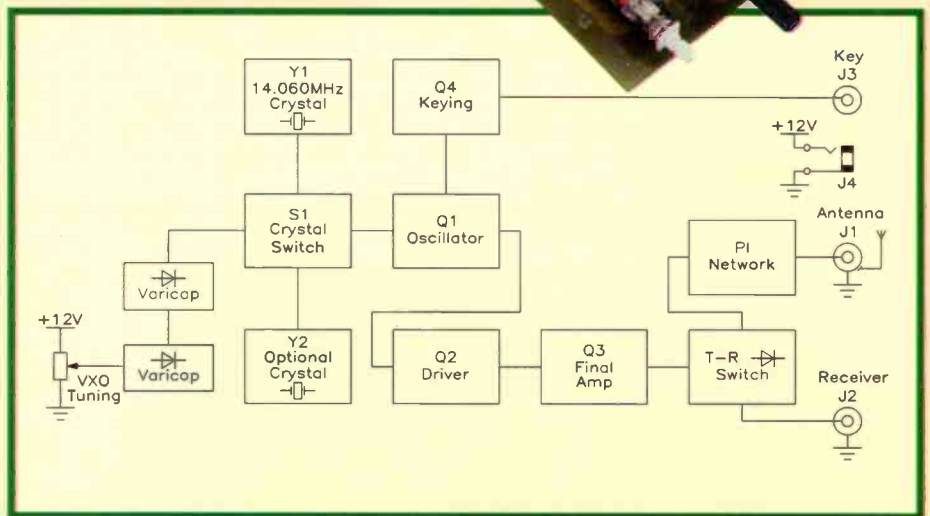 Y1
14.060MHz
Crystal
Q4
Keying
Key
J3
+12V
J4
S1
Crystal
Switch
Q1
Oscillator
Antenna
J1
PI
Network
Varicap
+12V
Varicap
VXO
Tuning
Y2
Optional
Crystal
Q2
Driver
Q3
Final
Amp
T-R
Switch
Receiver
J2